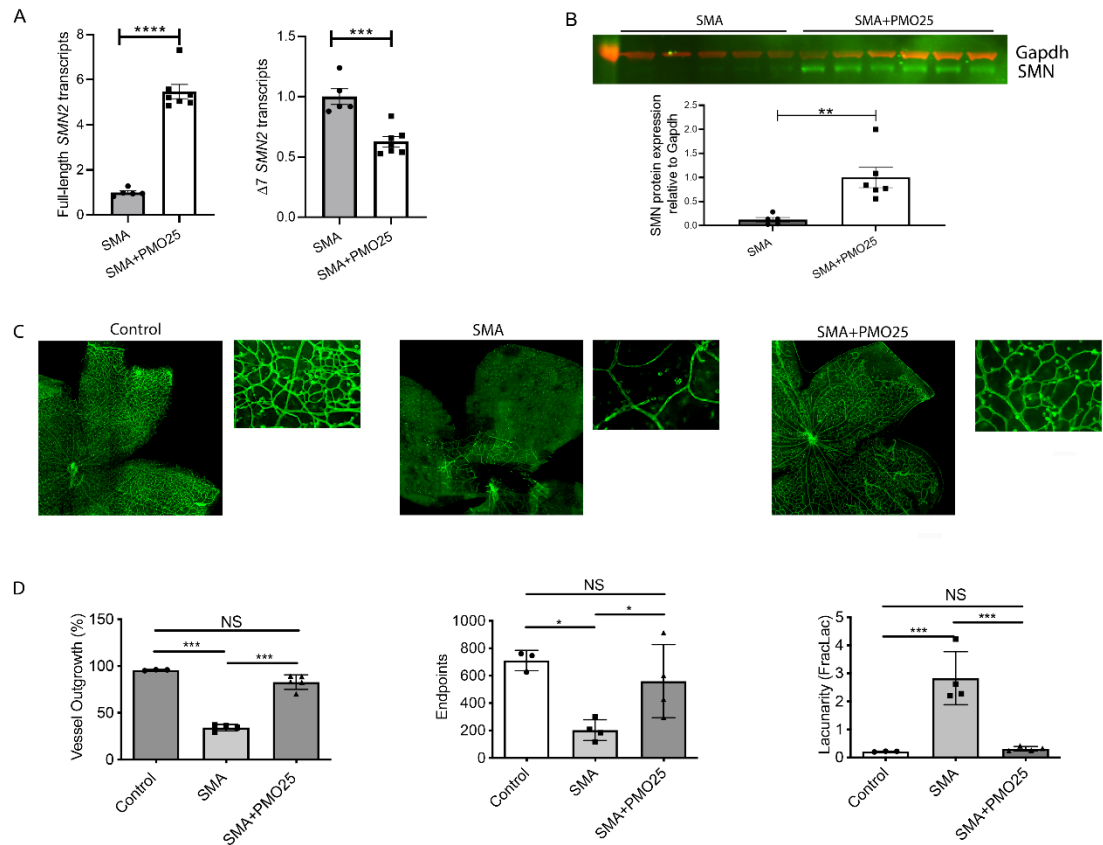 A
Full-length SMN2 transcripts
8
6
4
2
0
****
SMA
SMA+PMO25
Δ7 SMN2 transcripts
1.5
1.0
0.5
0.0
***
SMA
SMA+PMO25
B
SMA
SMA+PMO25
Gapdh
SMN
SMN protein expression
relative to Gapdh
2.5
2.0
1.5
1.0
0.5
0.0
**
SMA
SMA+PMO25
C
Control
SMA
SMA+PMO25
D
Vessel Outgrowth (%)
150
100
50
0
NS
***
***
Control
SMA
SMA+PMO25
Endpoints
1000
800
600
400
200
0
NS
*
*
Control
SMA
SMA+PMO25
Lacunarity (FracLac)
5
4
3
2
1
0
NS
***
***
Control
SMA
SMA+PMO25